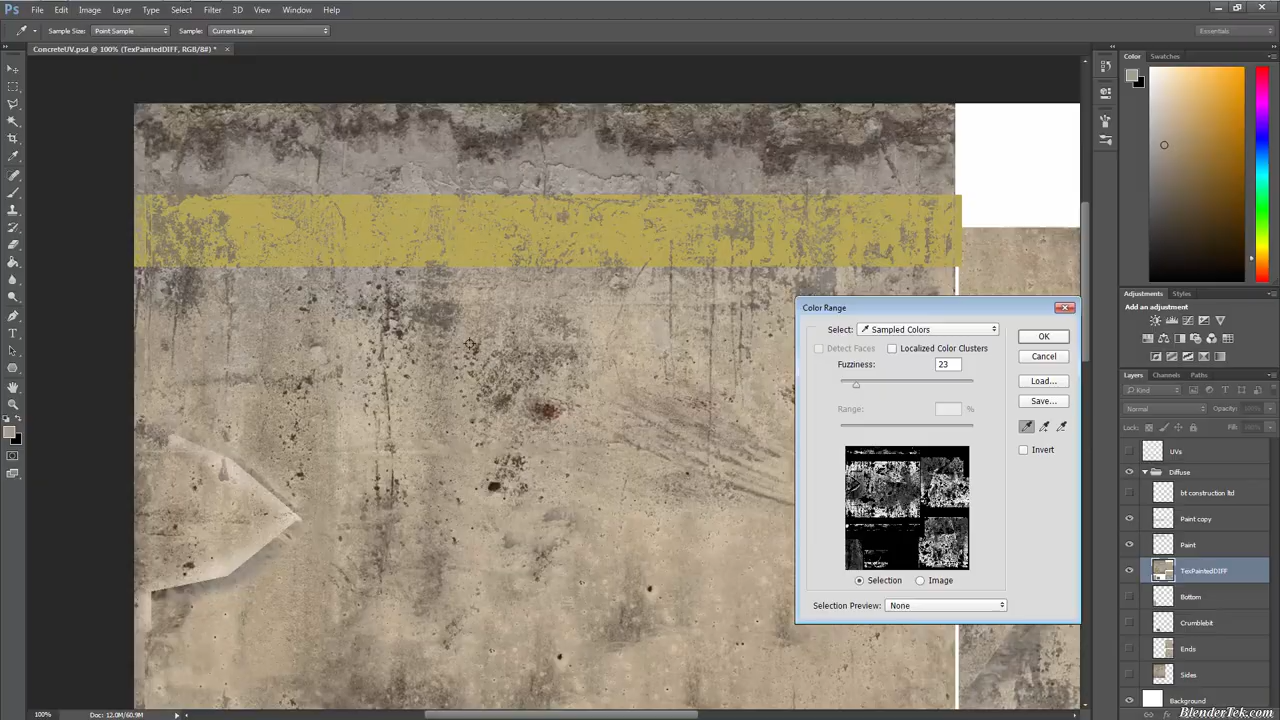 Ps File Edit Image Layer Type Select Filter 3D View Window Help
Sample Size: Point Sample Sample: Current Layer Essentials
ConcreteUV.psd @ 100% (TexPaintedDIFF, RGB/8#) * ×
Color Swatches
Adjustments Styles
Add an adjustment
Color Range
Select: Sampled Colors
Detect Faces Localized Color Clusters
Fuzziness: 23
Range: %
OK
Cancel
Load...
Save...
Invert
Selection Image
Selection Preview: None
Layers Channels Paths
Kind
Normal Opacity:
Lock: Fill:
UVs
Diffuse
bt construction ltd
Paint copy
Paint
TexPaintedDIFF
Bottom
Crumblebit
Ends
Sides
Background
100% Doc: 12.0M/60.9M
BlenderTek.com